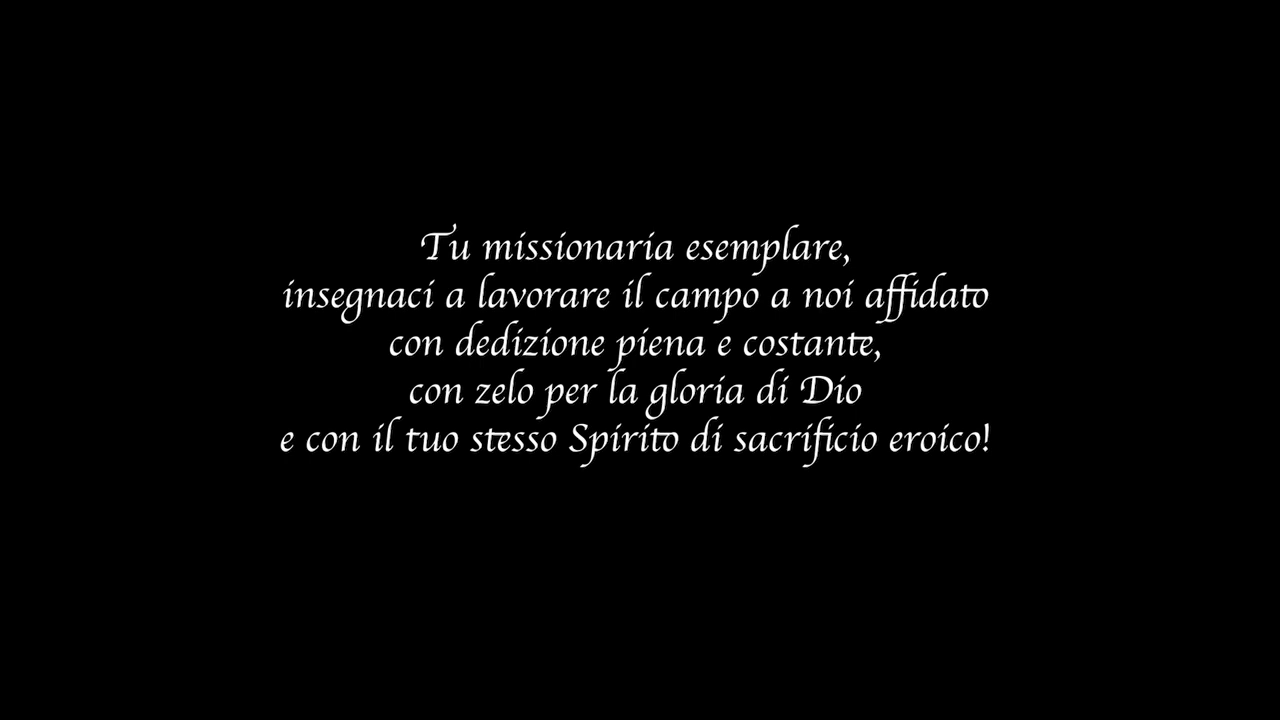 Tu missionaria esemplare,
insegnaci a lavorare il campo a noi affidato
con dedizione piena e costante,
con zelo per la gloria di Dio
e con il tuo stesso Spirito di sacrificio eroico!